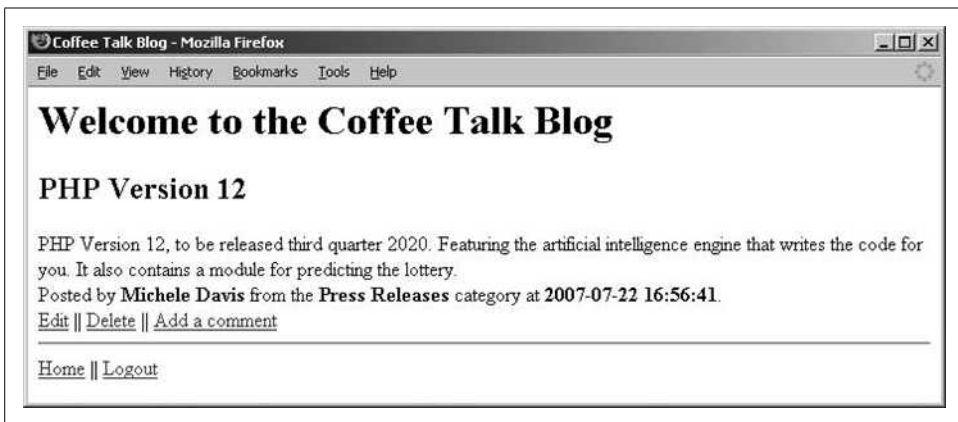 Coffee Talk Blog - Mozilla Firefox
File Edit View History Bookmarks Tools Help
Welcome to the Coffee Talk Blog
PHP Version 12
PHP Version 12, to be released third quarter 2020. Featuring the artificial intelligence engine that writes the code for
you. It also contains a module for predicting the lottery.
Posted by Michele Davis from the Press Releases category at 2007-07-22 16:56:41.
Edit || Delete || Add a comment
Home || Logout